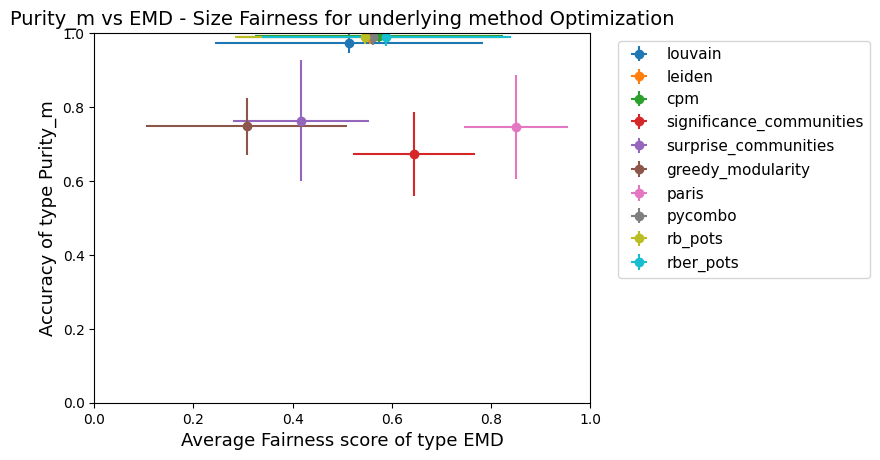 Purity_m vs EMD - Size Fairness for underlying method Optimization
1.0
0.8
0.6
0.4
0.2
0.0
Accuracy of type Purity_m
0.0 0.2 0.4 0.6 0.8 1.0
Average Fairness score of type EMD
louvain
leiden
cpm
significance_communities
surprise_communities
greedy_modularity
paris
pycombo
rb_pots
rber_pots